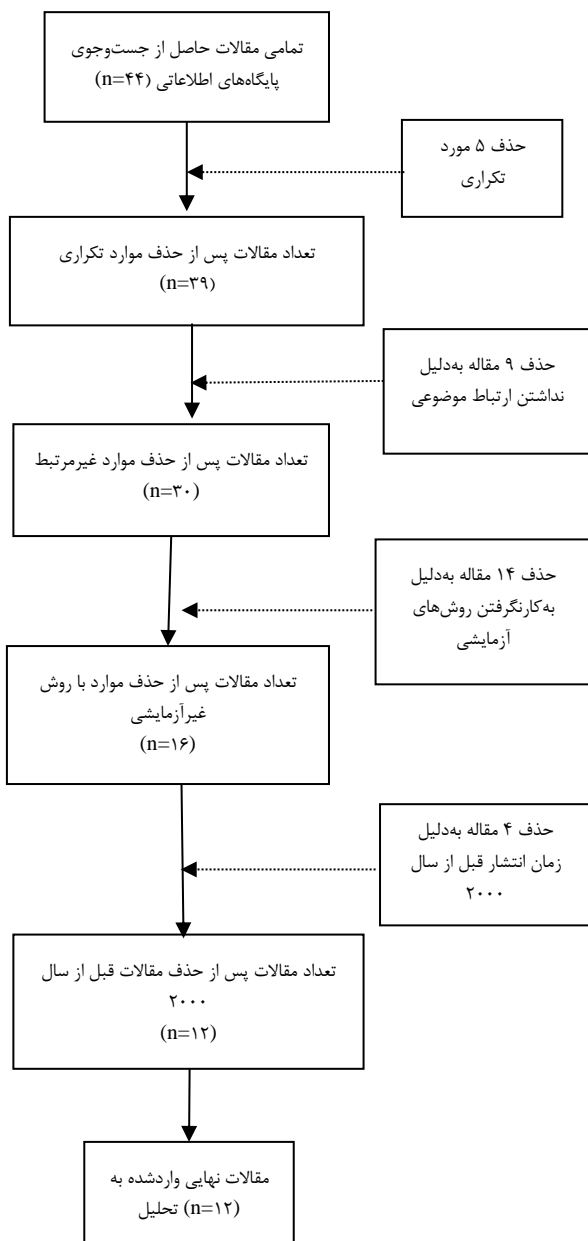 تمامی مقالات حاصل از جست‌وجوی
پایگاه‌های اطلاعاتی (n=۴۴)
حذف ۵ مورد
تکراری
تعداد مقالات پس از حذف موارد تکراری
(n=۳۹)
حذف ۹ مقاله به‌دلیل
نداشتن ارتباط موضوعی
تعداد مقالات پس از حذف موارد غیرمرتبط
(n=۳۰)
حذف ۱۴ مقاله به‌دلیل
به‌کارنگرفتن روش‌های
آزمایشی
تعداد مقالات پس از حذف موارد با روش
غیرآزمایشی
(n=۱۶)
حذف ۴ مقاله به‌دلیل
زمان انتشار قبل از سال
۲۰۰۰
تعداد مقالات پس از حذف مقالات قبل از سال
۲۰۰۰
(n=۱۲)
مقالات نهایی واردشده به
تحلیل (n=۱۲)